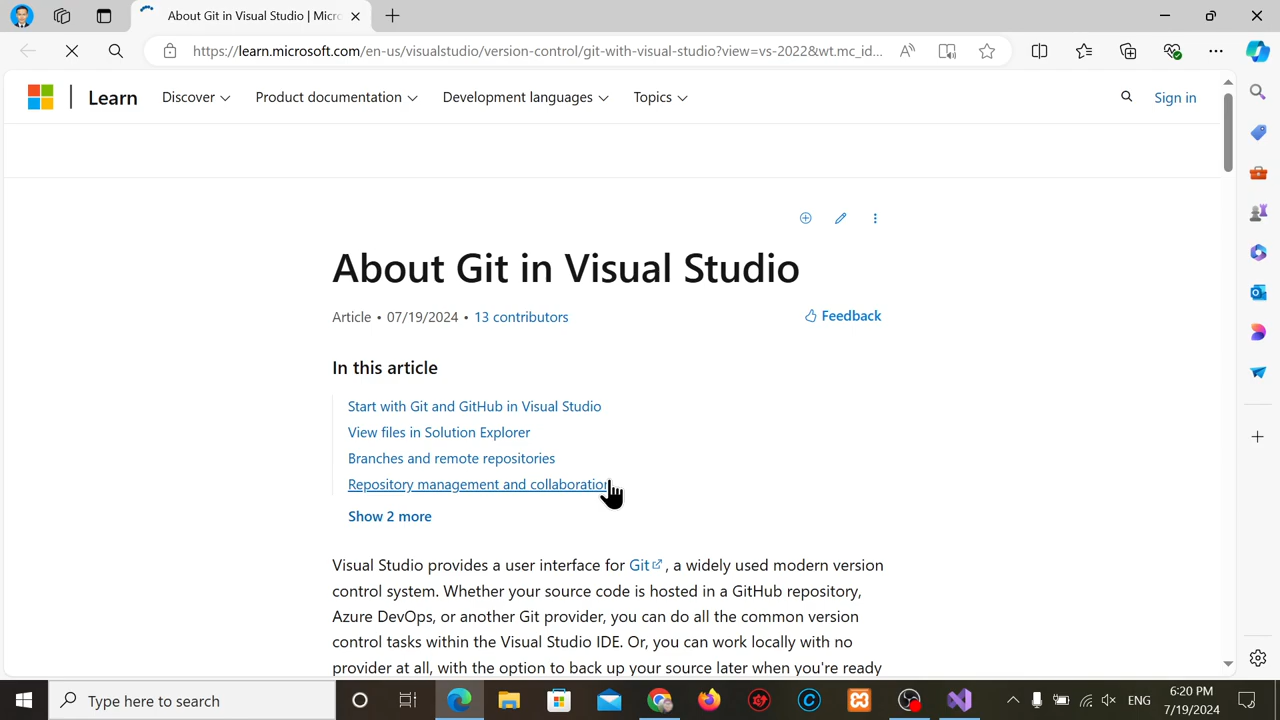 About Git in Visual Studio | Micr
https://learn.microsoft.com/en-us/visualstudio/version-control/git-with-visual-studio?view=vs-2022&wt.mc_id...
Learn
Discover
Product documentation
Development languages
Topics
Sign in
About Git in Visual Studio
Article • 07/19/2024 • 13 contributors
Feedback
In this article
Start with Git and GitHub in Visual Studio
View files in Solution Explorer
Branches and remote repositories
Repository management and collaboration
Show 2 more
Visual Studio provides a user interface for Git, a widely used modern version
control system. Whether your source code is hosted in a GitHub repository,
Azure DevOps, or another Git provider, you can do all the common version
control tasks within the Visual Studio IDE. Or, you can work locally with no
provider at all, with the option to back up your source later when you're ready
Type here to search
ENG
6:20 PM
7/19/2024